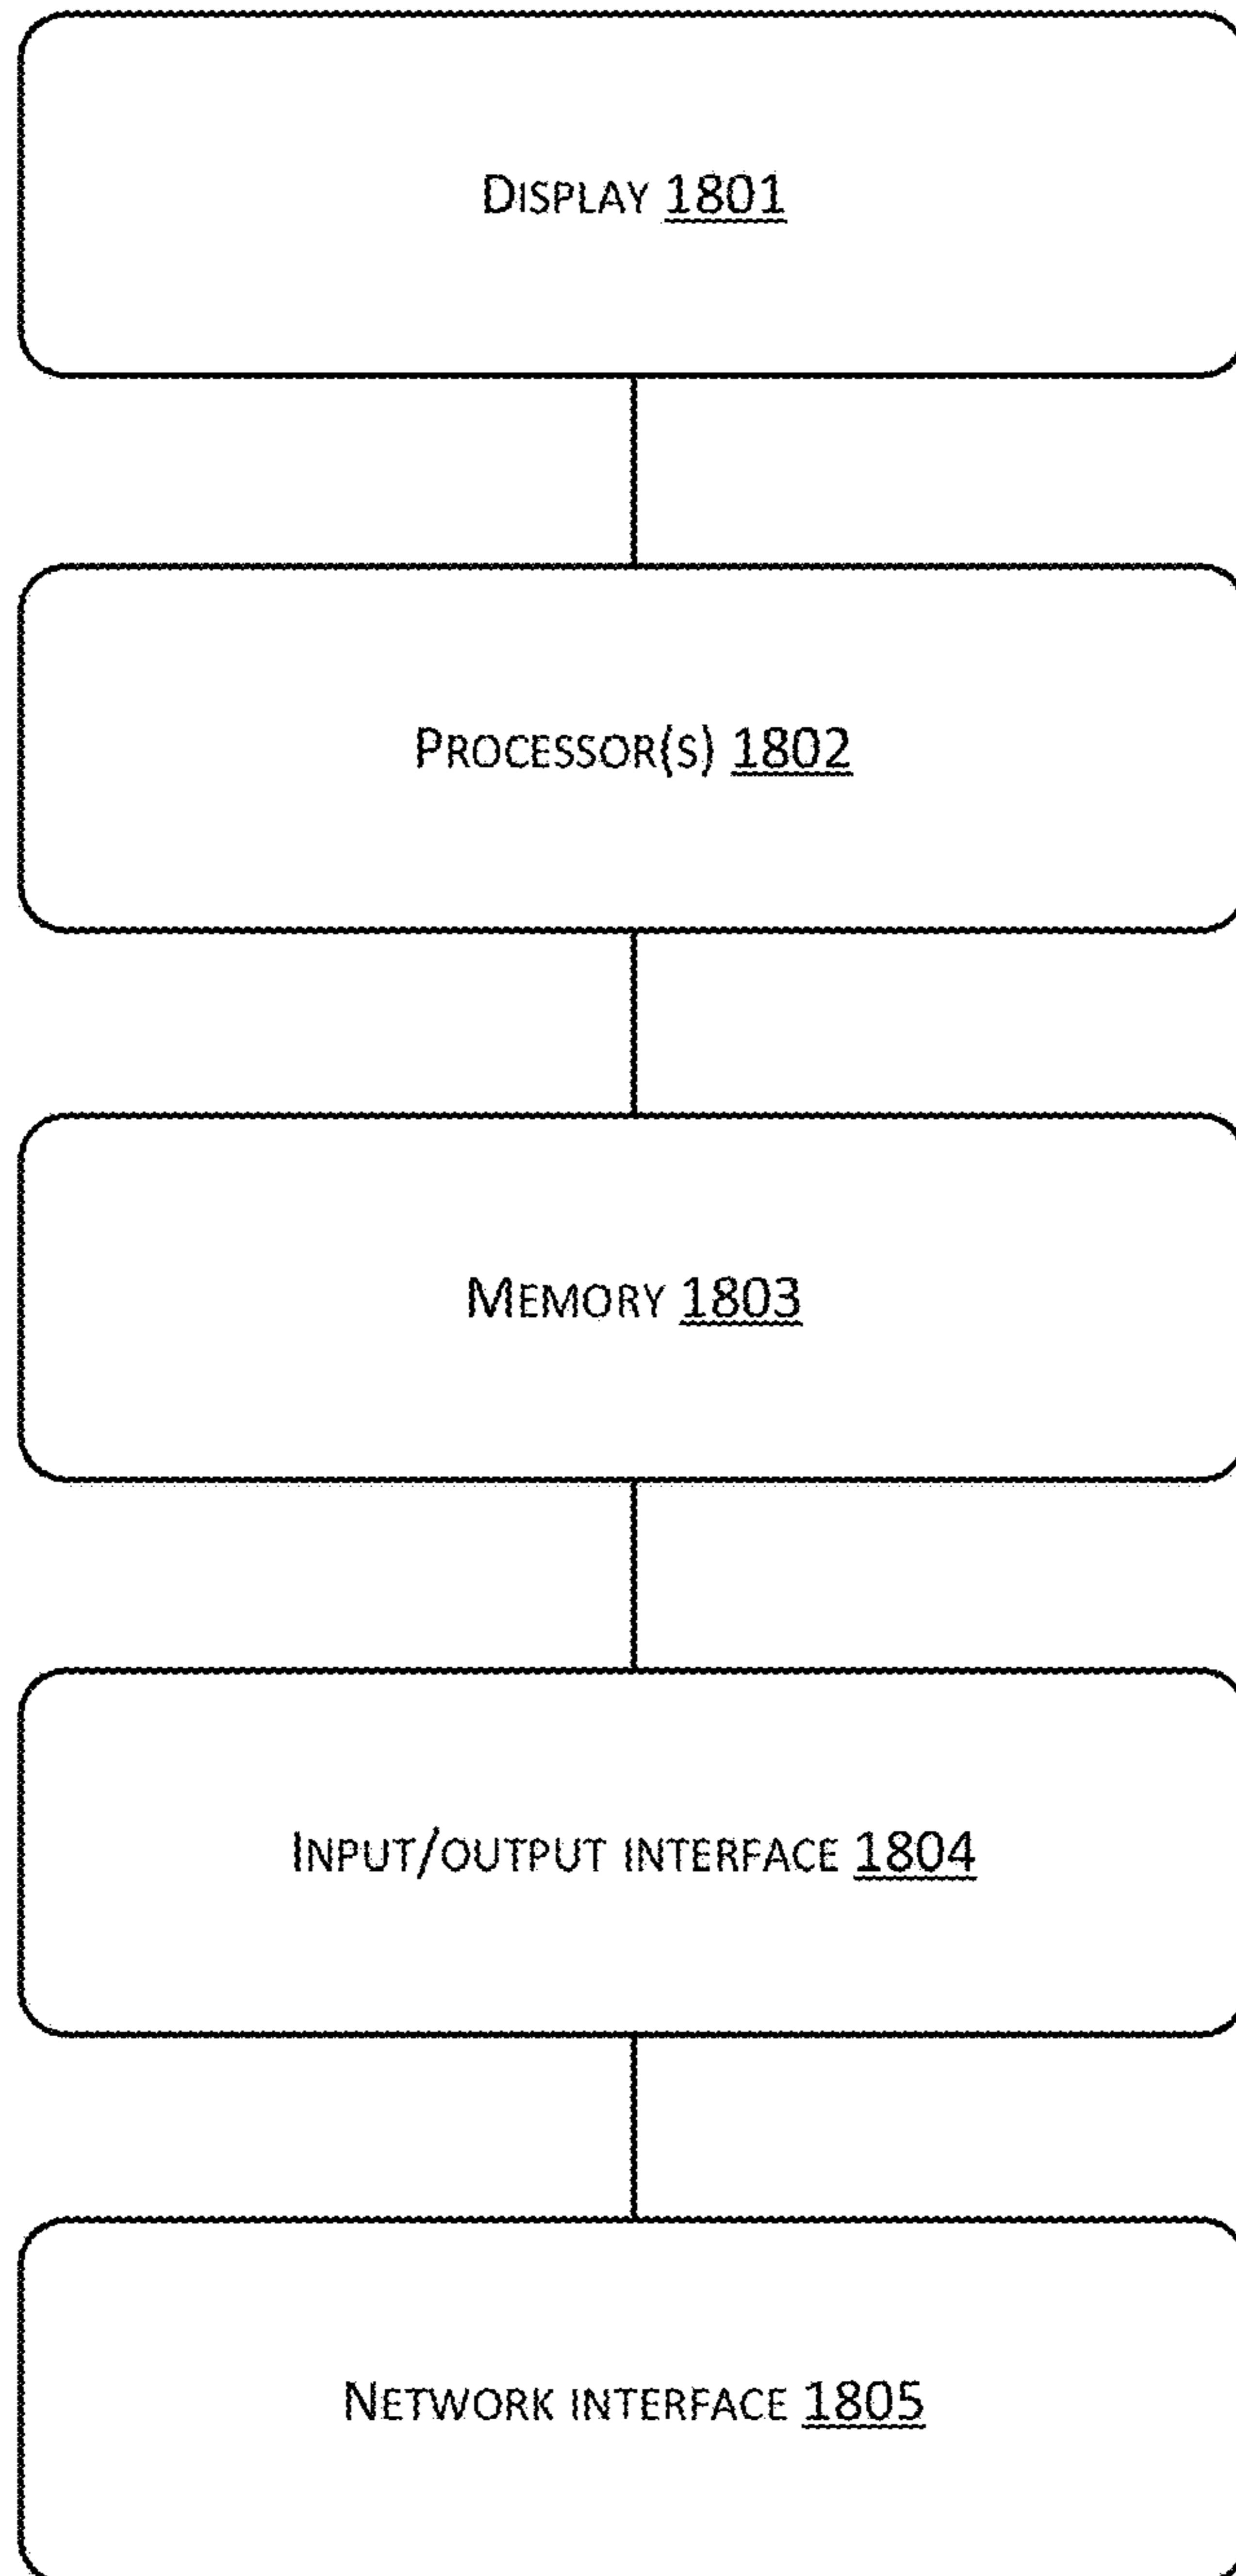 DISPLAY 1801
PROCESSOR(S) 1802
MEMORY 1803
INPUT/OUTPUT INTERFACE 1804
NETWORK INTERFACE 1805